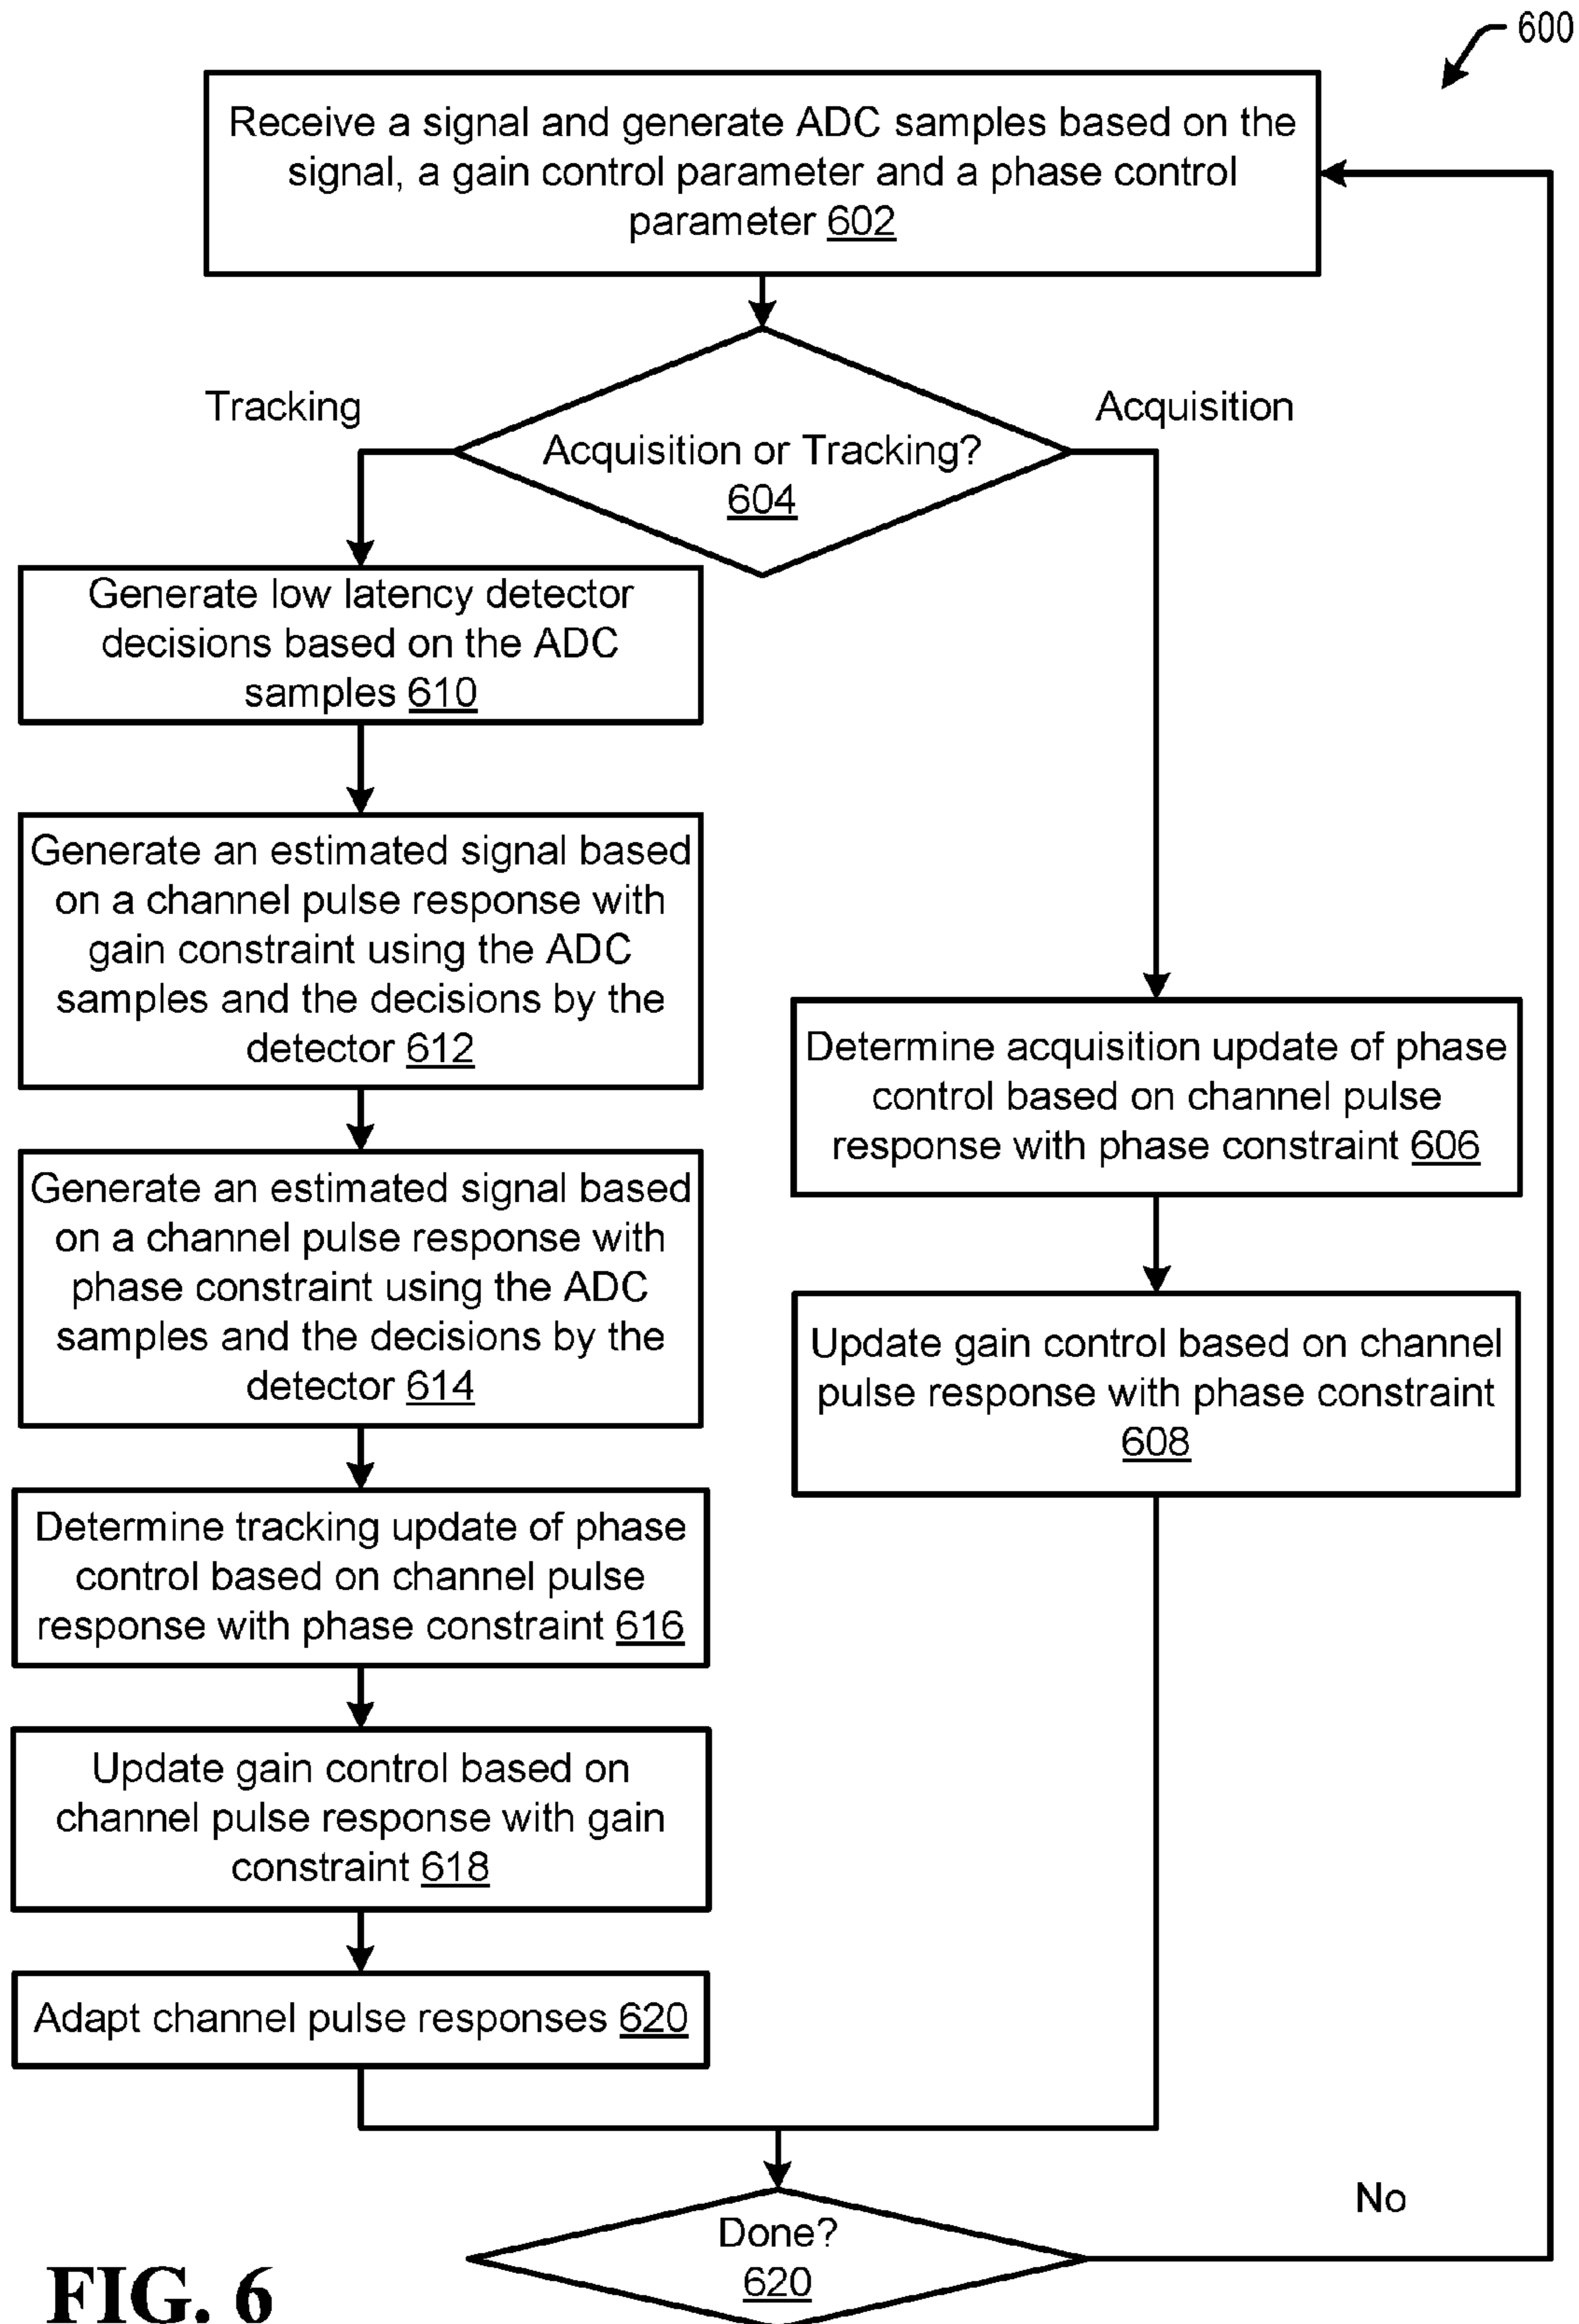 600
Receive a signal and generate ADC samples based on the
signal, a gain control parameter and a phase control
parameter 602
Tracking
Acquisition
Acquisition or Tracking?
604
Generate low latency detector
decisions based on the ADC
samples 610
Generate an estimated signal based
on a channel pulse response with
gain constraint using the ADC
samples and the decisions by the
detector 612
Generate an estimated signal based
on a channel pulse response with
phase constraint using the ADC
samples and the decisions by the
detector 614
Determine tracking update of phase
control based on channel pulse
response with phase constraint 616
Update gain control based on
channel pulse response with gain
constraint 618
Adapt channel pulse responses 620
Determine acquisition update of phase
control based on channel pulse
response with phase constraint 606
Update gain control based on channel
pulse response with phase constraint
608
Done?
620
No
FIG. 6